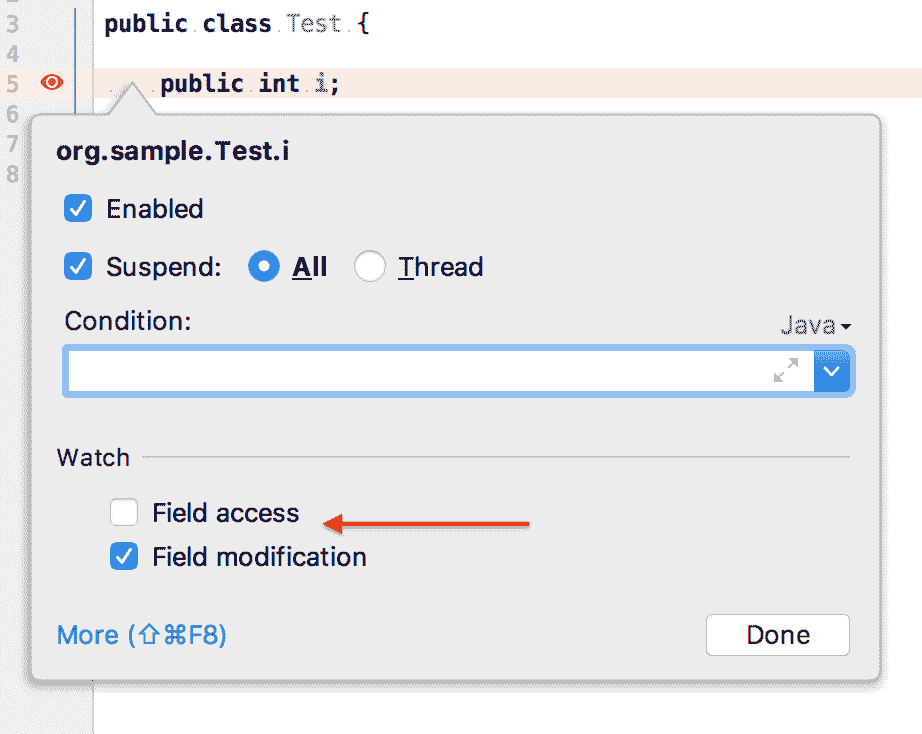 3 public class Test {
4
5 public int i;
6
7
8
org.sample.Test.i
Enabled
Suspend: All Thread
Condition: Java
Watch
Field access
Field modification
More (⇧⌘F8) Done